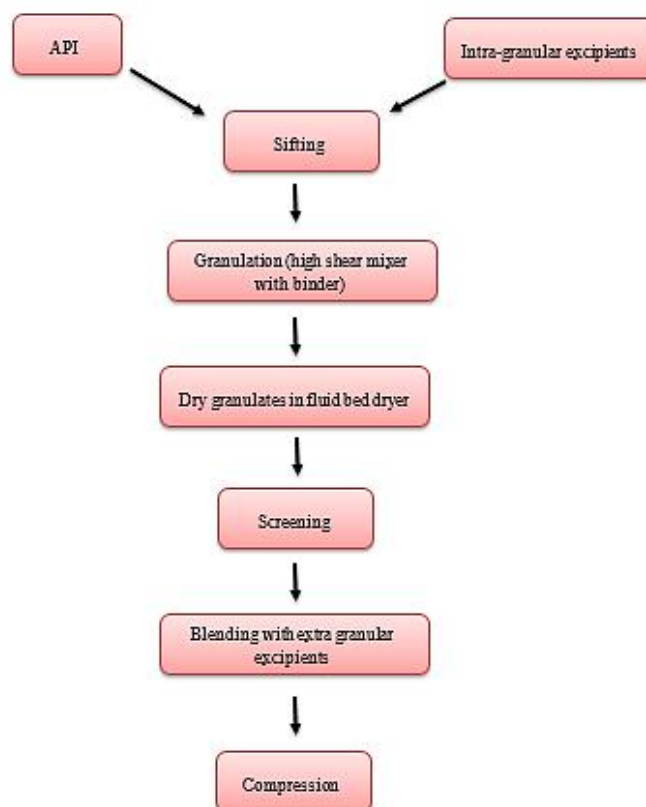 API
Intra-granular excipients
Sifting
Granulation (high shear mixer
with binder)
Dry granulates in fluid bed dryer
Screening
Blending with extra granular
excipients
Compression